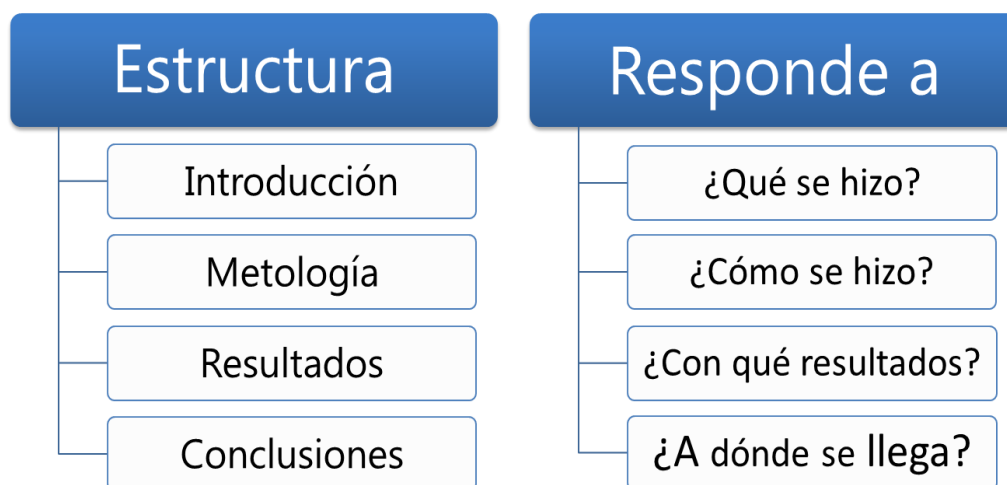 Estructura
Introducción
Metología
Resultados
Conclusiones
Responde a
¿Qué se hizo?
¿Cómo se hizo?
¿Con qué resultados?
¿A dónde se llega?